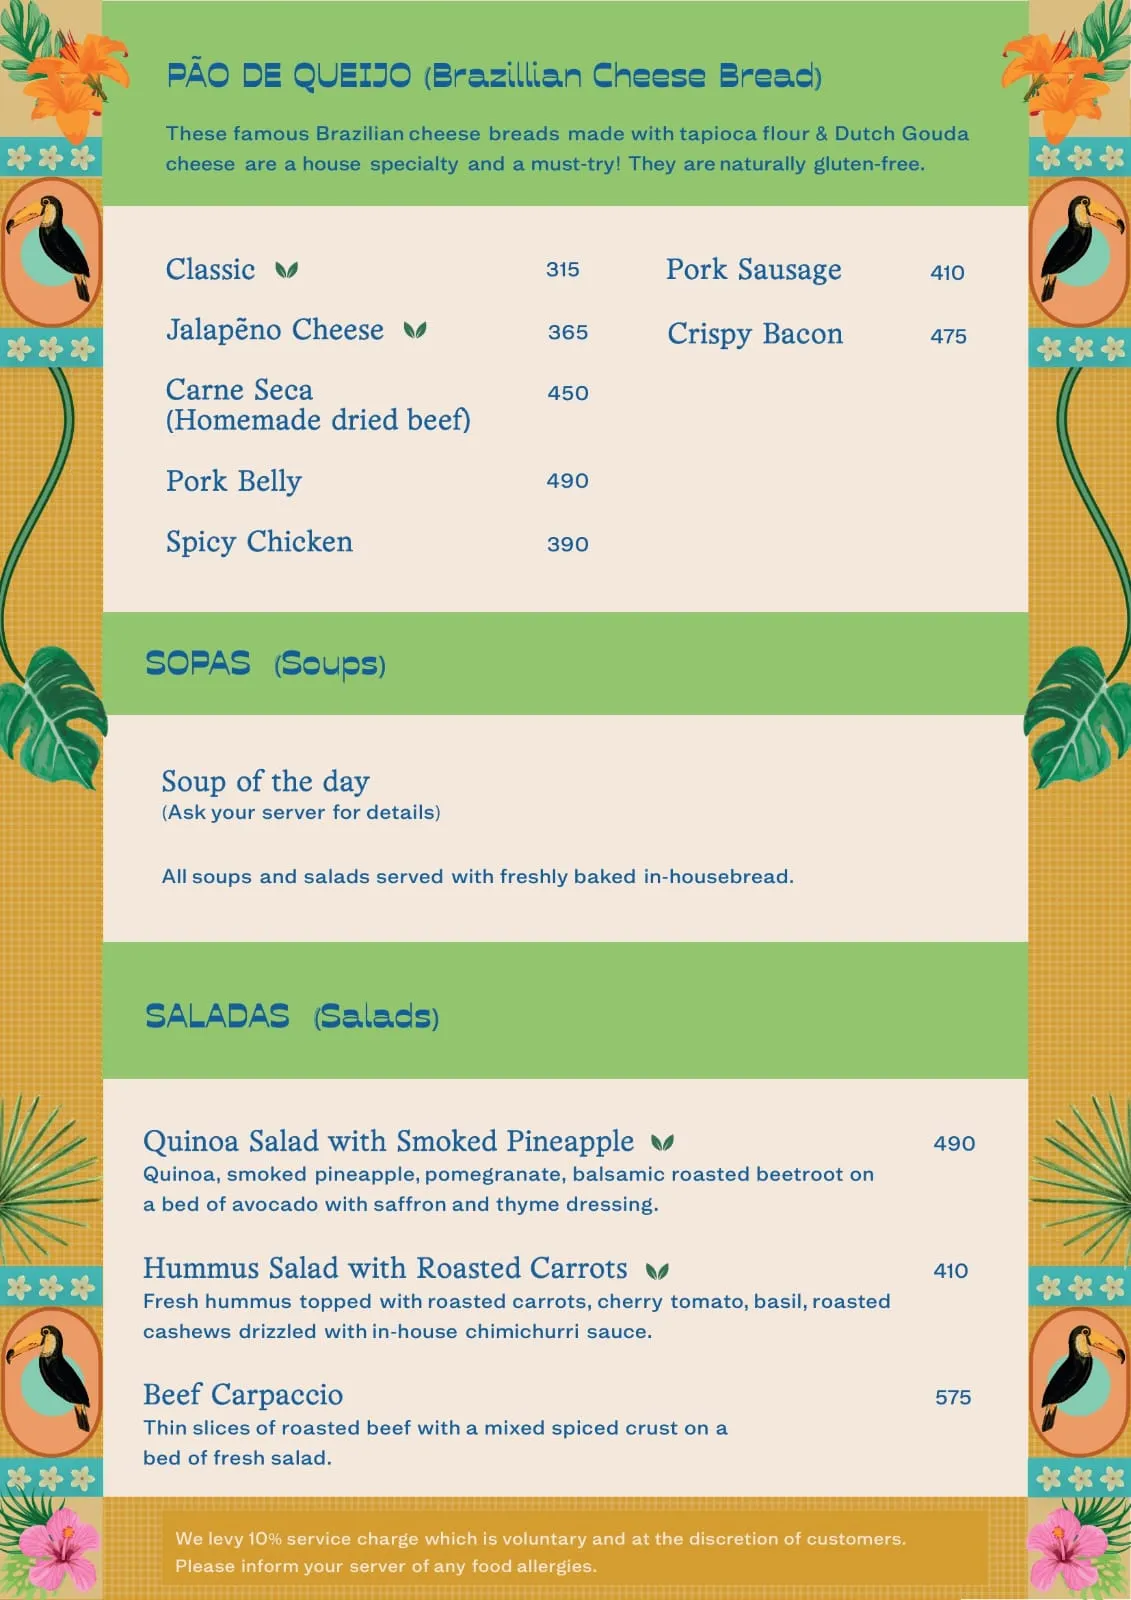 PÃO DE QUEIJO (Brazillian Cheese Bread)
These famous Brazilian cheese breads made with tapioca flour & Dutch Gouda
cheese are a house specialty and a must-try! They are naturally gluten-free.
Classic 315
Jalapẽno Cheese 365
Carne Seca 450
(Homemade dried beef)
Pork Belly 490
Spicy Chicken 390
Pork Sausage 410
Crispy Bacon 475
SOPAS (Soups)
Soup of the day
(Ask your server for details)
All soups and salads served with freshly baked in-housebread.
SALADAS (Salads)
Quinoa Salad with Smoked Pineapple 490
Quinoa, smoked pineapple, pomegranate, balsamic roasted beetroot on
a bed of avocado with saffron and thyme dressing.
Hummus Salad with Roasted Carrots 410
Fresh hummus topped with roasted carrots, cherry tomato, basil, roasted
cashews drizzled with in-house chimichurri sauce.
Beef Carpaccio 575
Thin slices of roasted beef with a mixed spiced crust on a
bed of fresh salad.
We levy 10% service charge which is voluntary and at the discretion of customers.
Please inform your server of any food allergies.